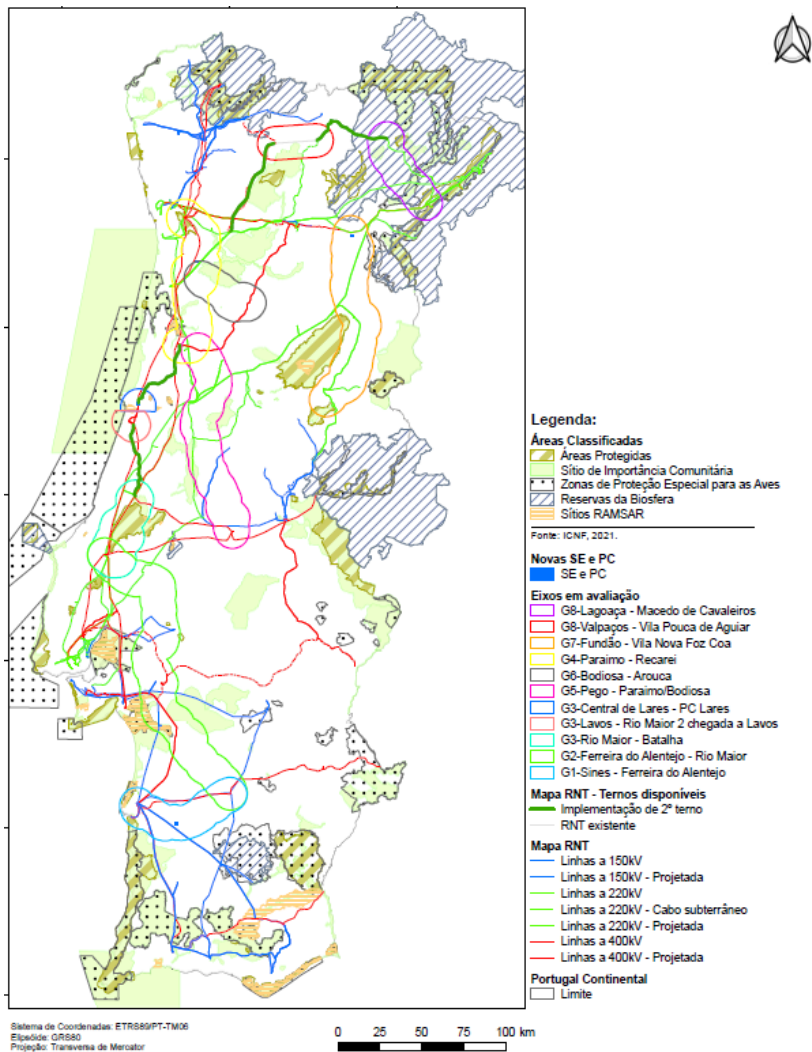 Legenda:
Áreas Classificadas
Áreas Protegidas
Sítio de Importância Comunitária
Zonas de Proteção Especial para as Aves
Reservas da Biosfera
Sítios RAMSAR
Fonte: ICNF, 2021.
Novas SE e PC
SE e PC
Eixos em avaliação
G8-Lagoaça - Macedo de Cavaleiros
G8-Valpaços - Vila Pouca de Aguiar
G7-Fundão - Vila Nova Foz Coa
G4-Paraimo - Recarei
G6-Bodiosa - Arouca
G5-Pego - Paraimo/Bodiosa
G3-Central de Lares - PC Lares
G3-Lavos - Rio Maior 2 chegada a Lavos
G3-Rio Maior - Batalha
G2-Ferreira do Alentejo - Rio Maior
G1-Sines - Ferreira do Alentejo
Mapa RNT - Ternos disponíveis
Implementação de 2º terno
RNT existente
Mapa RNT
Linhas a 150kV
Linhas a 150kV - Projetada
Linhas a 220kV
Linhas a 220kV - Cabo subterrâneo
Linhas a 220kV - Projetada
Linhas a 400kV
Linhas a 400kV - Projetada
Portugal Continental
Limite
Sistema de Coordenadas: ETRS89/PT-TM06
Elipsóide: GRS80
Projeção: Transversa de Mercator
0 25 50 75 100 km